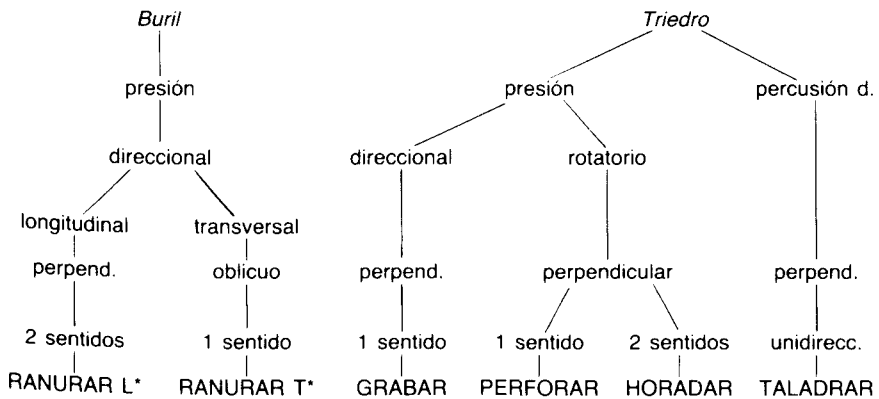 Buril Triedro
presión presión percusión d.
direccional direccional rotatorio
longitudinal transversal
perpend. oblicuo perpend. perpendicular perpend.
2 sentidos 1 sentido 1 sentido 1 sentido 2 sentidos unidirecc.
RANURAR L* RANURAR T* GRABAR PERFORAR HORADAR TALADRAR